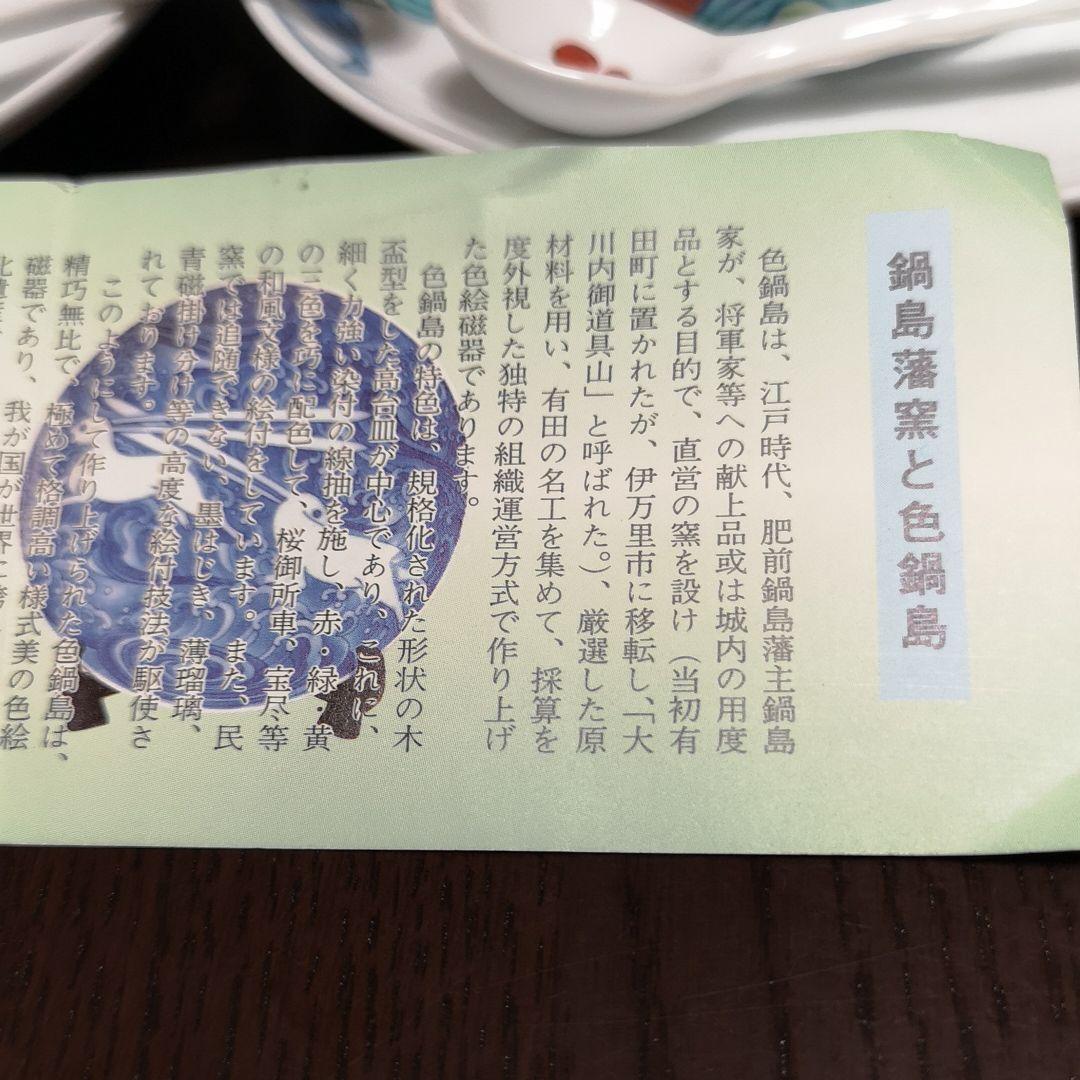 鍋島藩窯と色鍋島
色鍋島は、江戸時代、肥前鍋島藩主鍋島
家が、将軍家等への献上品或は城内の用度
品とする目的で、直営の窯を設け（当初有
田町に置かれたが、伊万里市に移転し、「大
川内御道具山」と呼ばれた。）、厳選した原
材料を用い、有田の名工を集めて、採算を
度外視した独特の組織運営方式で作り上げ
た色絵磁器であります。
色鍋島の特色は、規格化された形状の木
盃型をした高台皿が中心であり、これに、
細く力強い染付の線抽を施し、赤・緑・黄
の三色を巧に配色して、桜御所車、宝尽等
の和風文様の絵付をしています。また、民
窯では追随できない、墨はじき、薄瑠璃、
青磁掛け分け等の高度な絵付技法が駆使さ
れております。
このようにして作り上げられた色鍋島は、
精巧無比で、極めて格調高い様式美の色絵
磁器であり、我が国が世界に